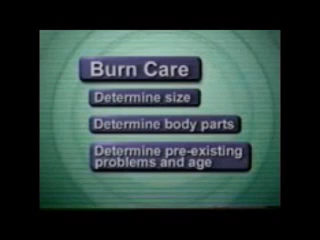 Burn Care
Determine size
Determine body parts
Determine pre-existing
problems and age